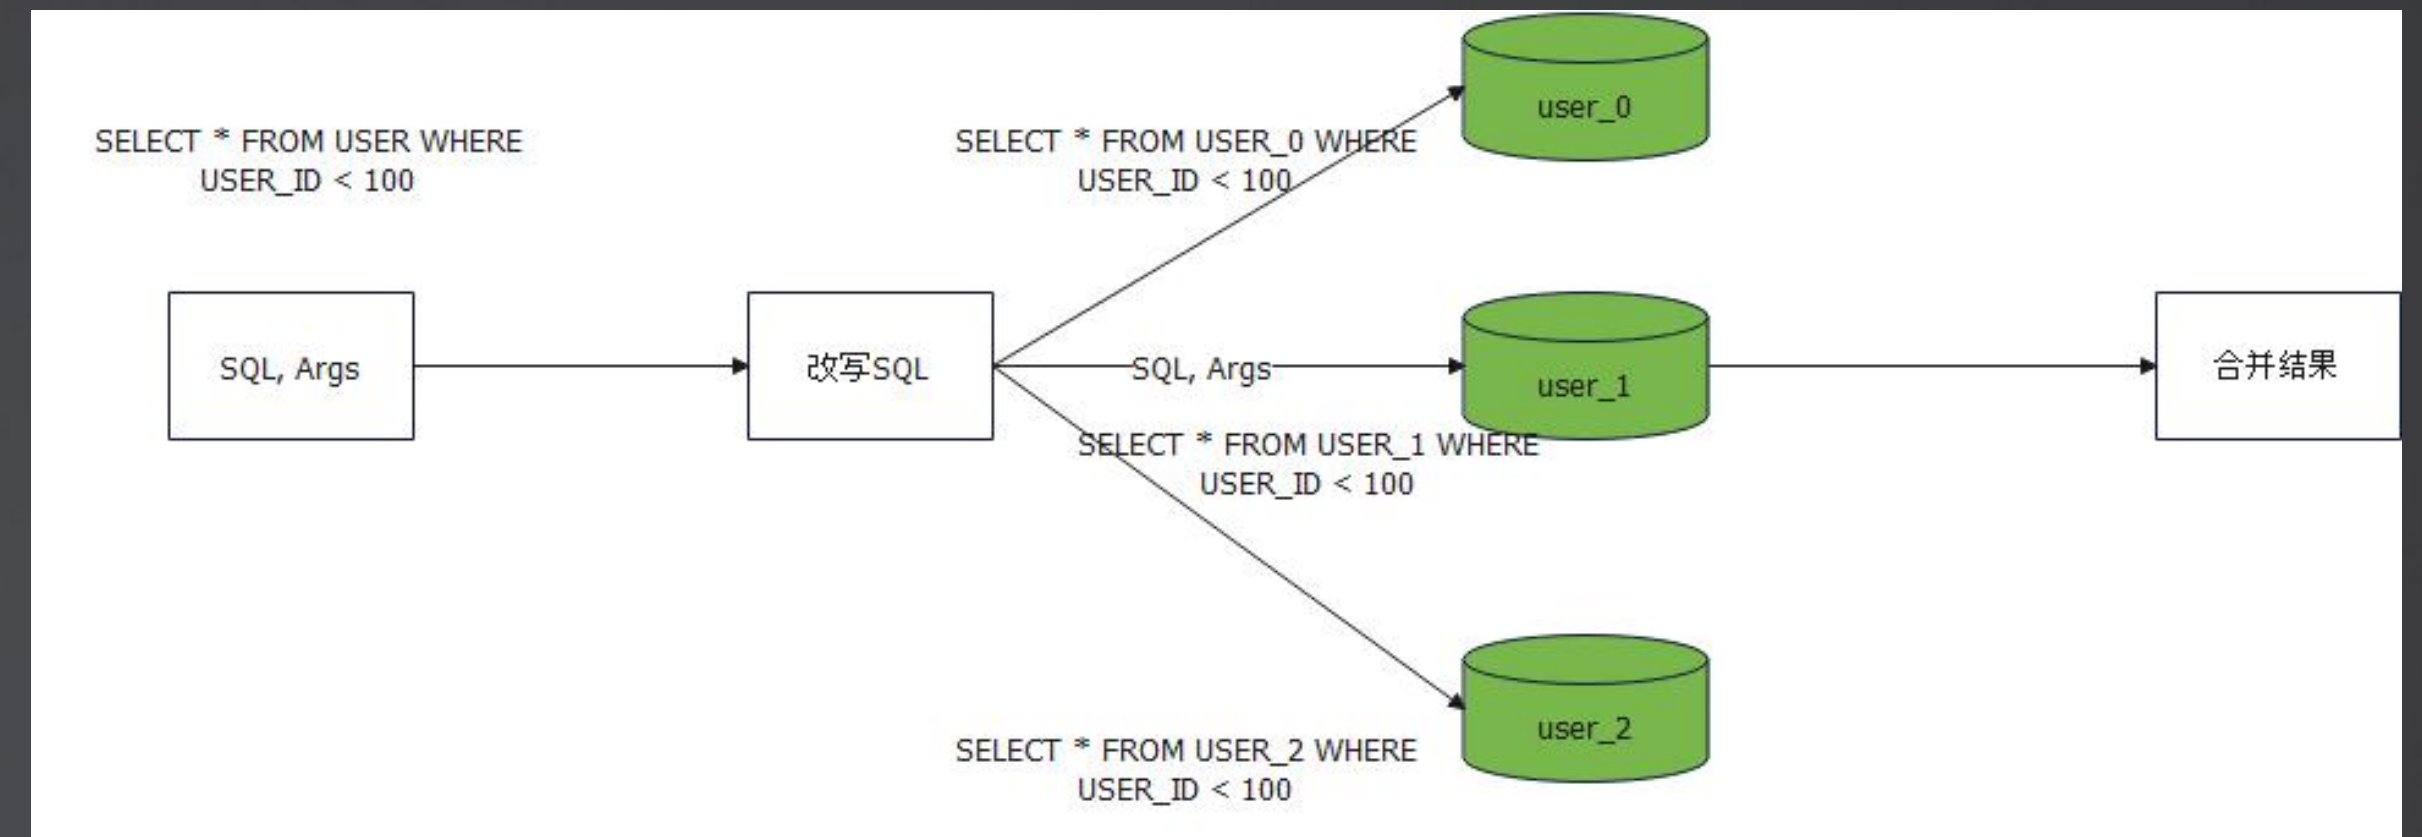 SELECT * FROM USER WHERE
USER_ID < 100
SELECT * FROM USER_0 WHERE
USER_ID < 100
user_0
SQL, Args
改写SQL
SQL, Args
user_1
合并结果
SELECT * FROM USER_1 WHERE
USER_ID < 100
user_2
SELECT * FROM USER_2 WHERE
USER_ID < 100